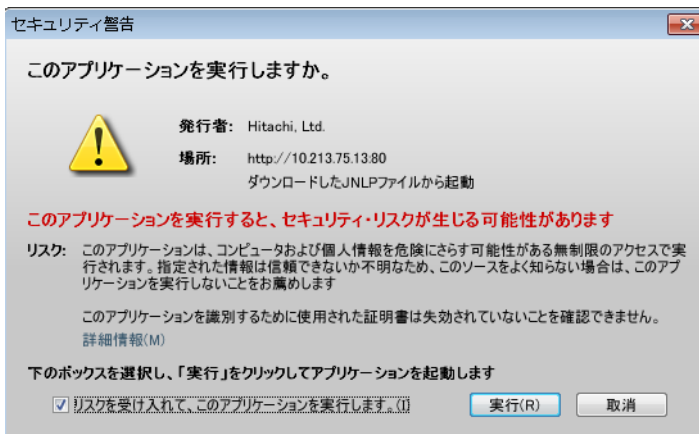 セキュリティ警告
このアプリケーションを実行しますか。
発行者: Hitachi, Ltd.
場所: http://10.213.75.13:80
ダウンロードしたJNLPファイルから起動
このアプリケーションを実行すると、セキュリティ・リスクが生じる可能性があります
リスク: このアプリケーションは、コンピュータおよび個人情報を危険にさらす可能性がある無制限のアクセスで実
行されます。指定された情報は信頼できないか不明なため、このソースをよく知らない場合は、このアプ
リケーションを実行しないことをお薦めします
このアプリケーションを識別するために使用された証明書は失効されていないことを確認できません。
詳細情報(M)
下のボックスを選択し、「実行」をクリックしてアプリケーションを起動します
リスクを受け入れて、このアプリケーションを実行します。(I) 実行(R) 取消